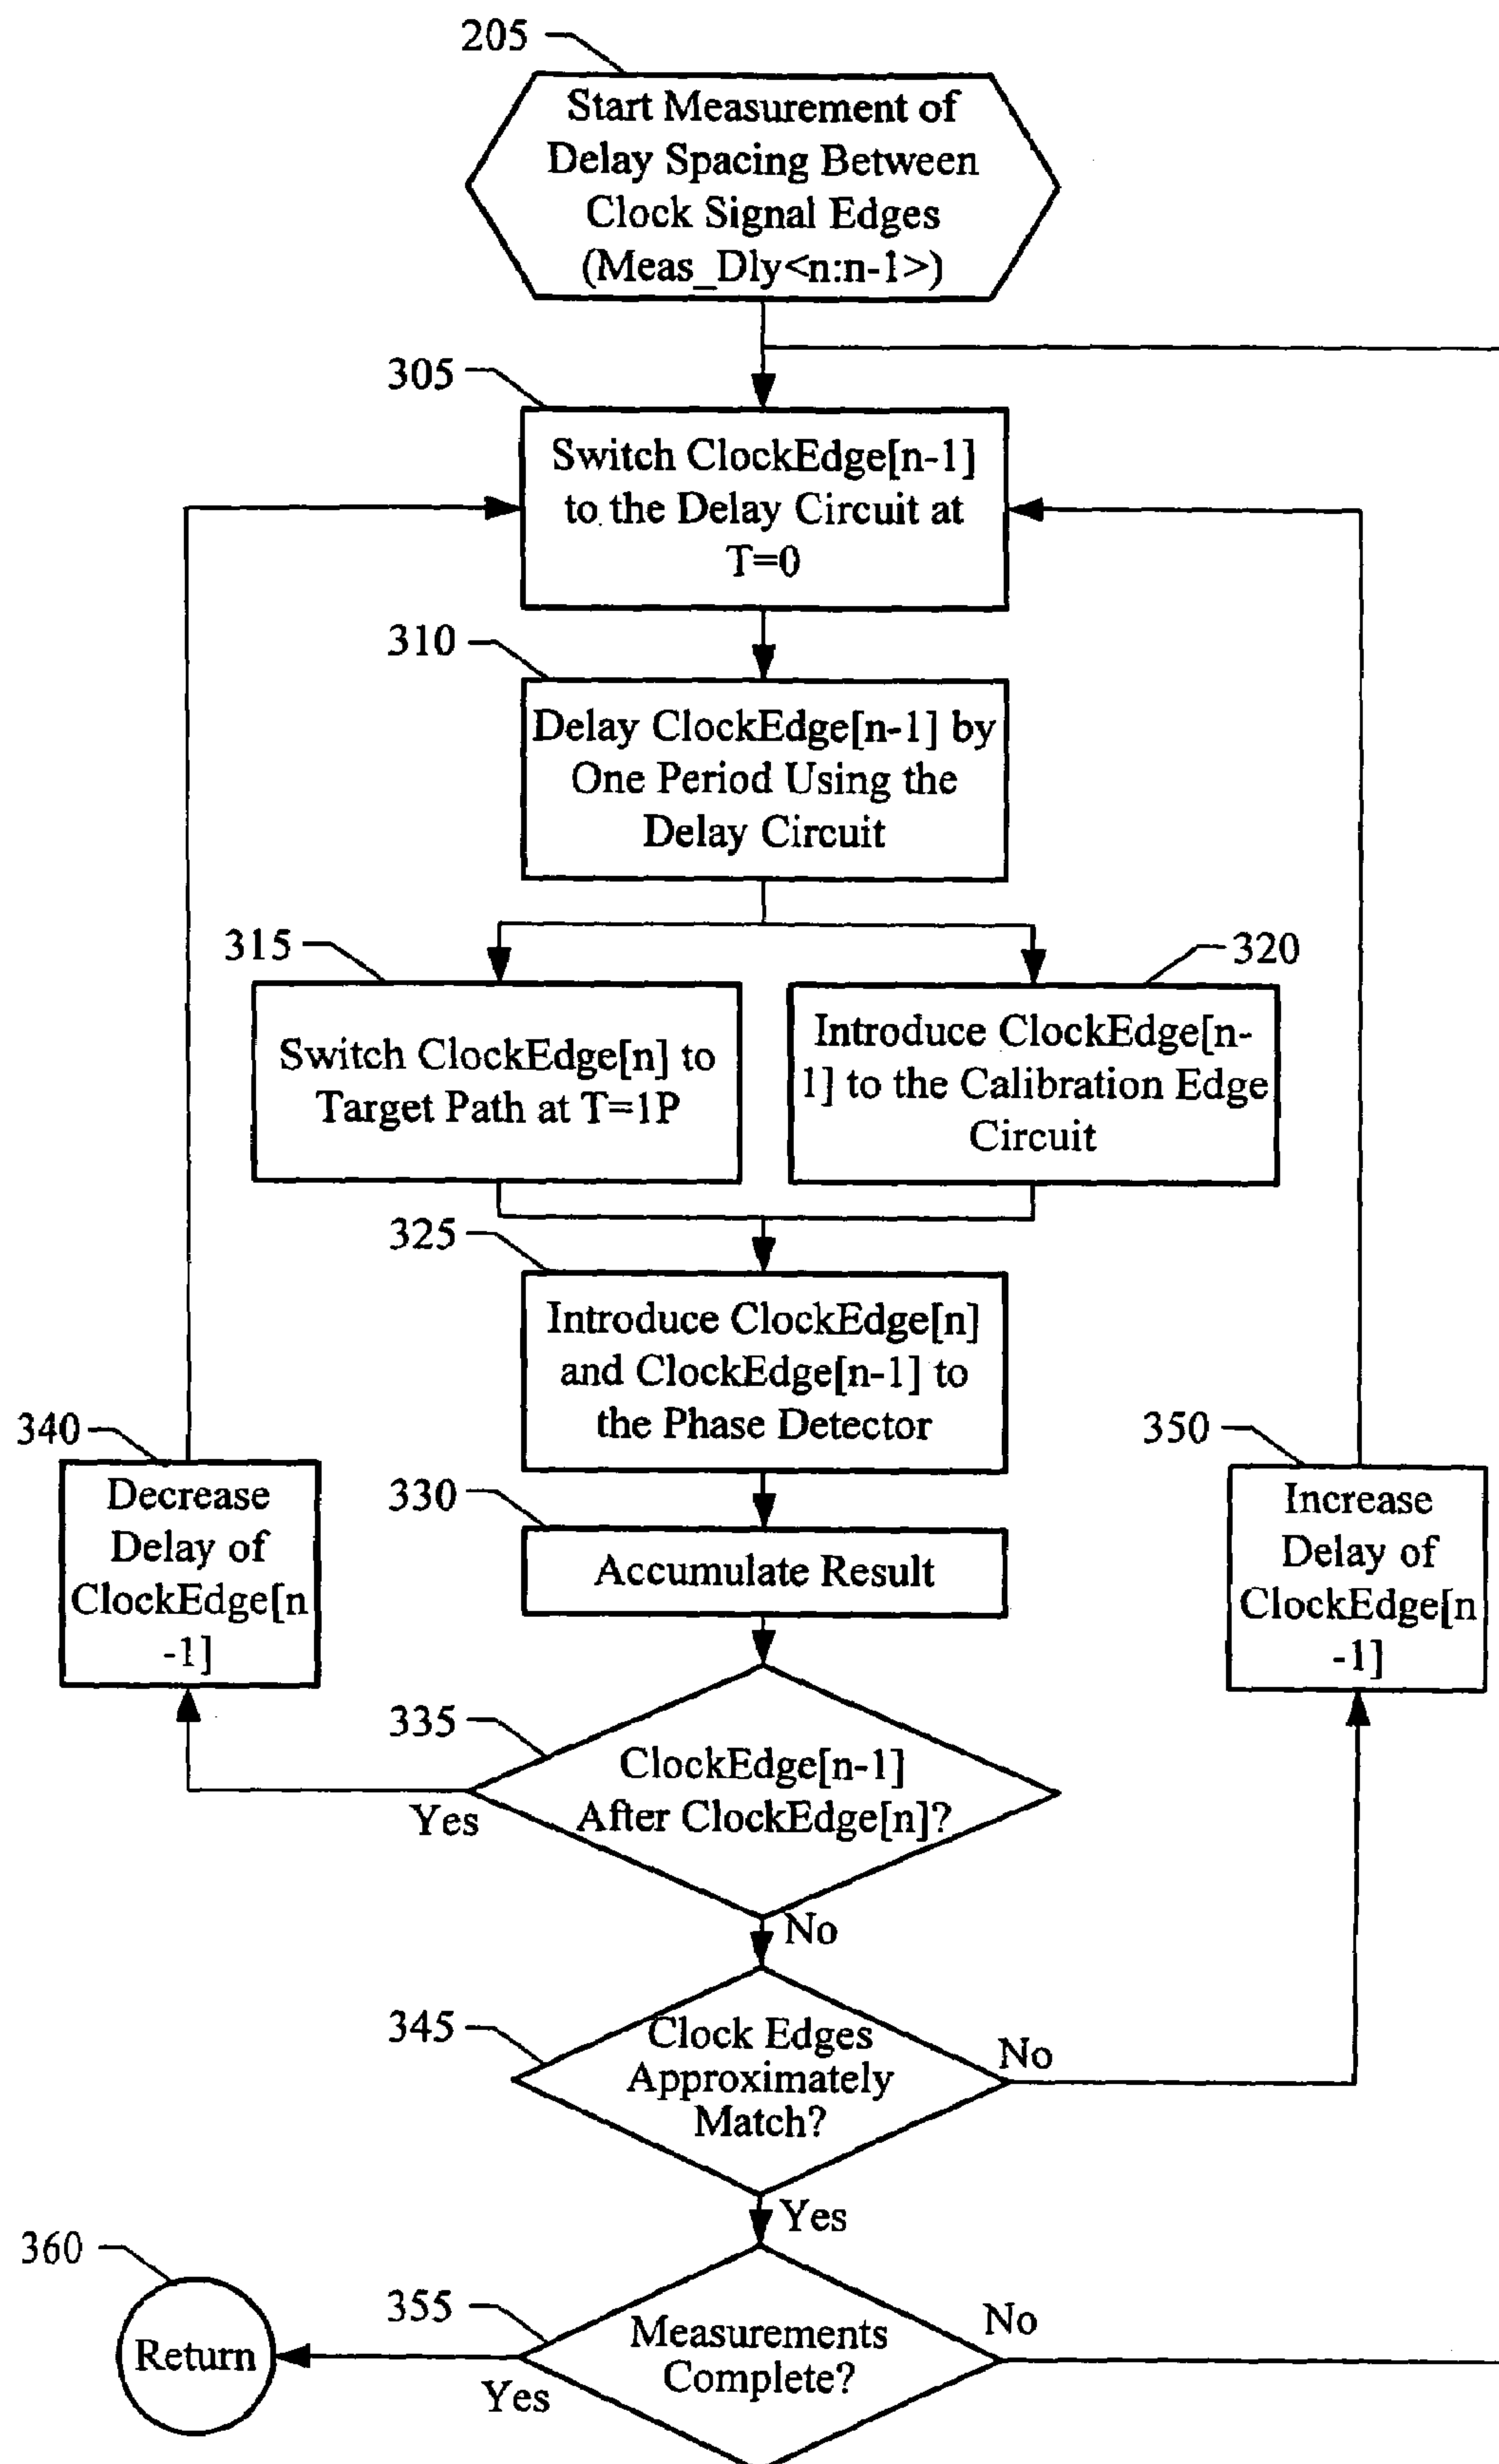 205
Start Measurement of
Delay Spacing Between
Clock Signal Edges
(Meas_Dly<n:n-1>)
305
Switch ClockEdge[n-1]
to the Delay Circuit at
T=0
310
Delay ClockEdge[n-1] by
One Period Using the
Delay Circuit
315
Switch ClockEdge[n] to
Target Path at T=1P
320
Introduce ClockEdge[n-
1] to the Calibration Edge
Circuit
325
Introduce ClockEdge[n]
and ClockEdge[n-1] to
the Phase Detector
330
Accumulate Result
335
ClockEdge[n-1]
After ClockEdge[n]?
Yes
No
340
Decrease
Delay of
ClockEdge[n
-1]
345
Clock Edges
Approximately
Match?
No
Yes
350
Increase
Delay of
ClockEdge[n
-1]
355
Measurements
Complete?
No
Yes
360
Return